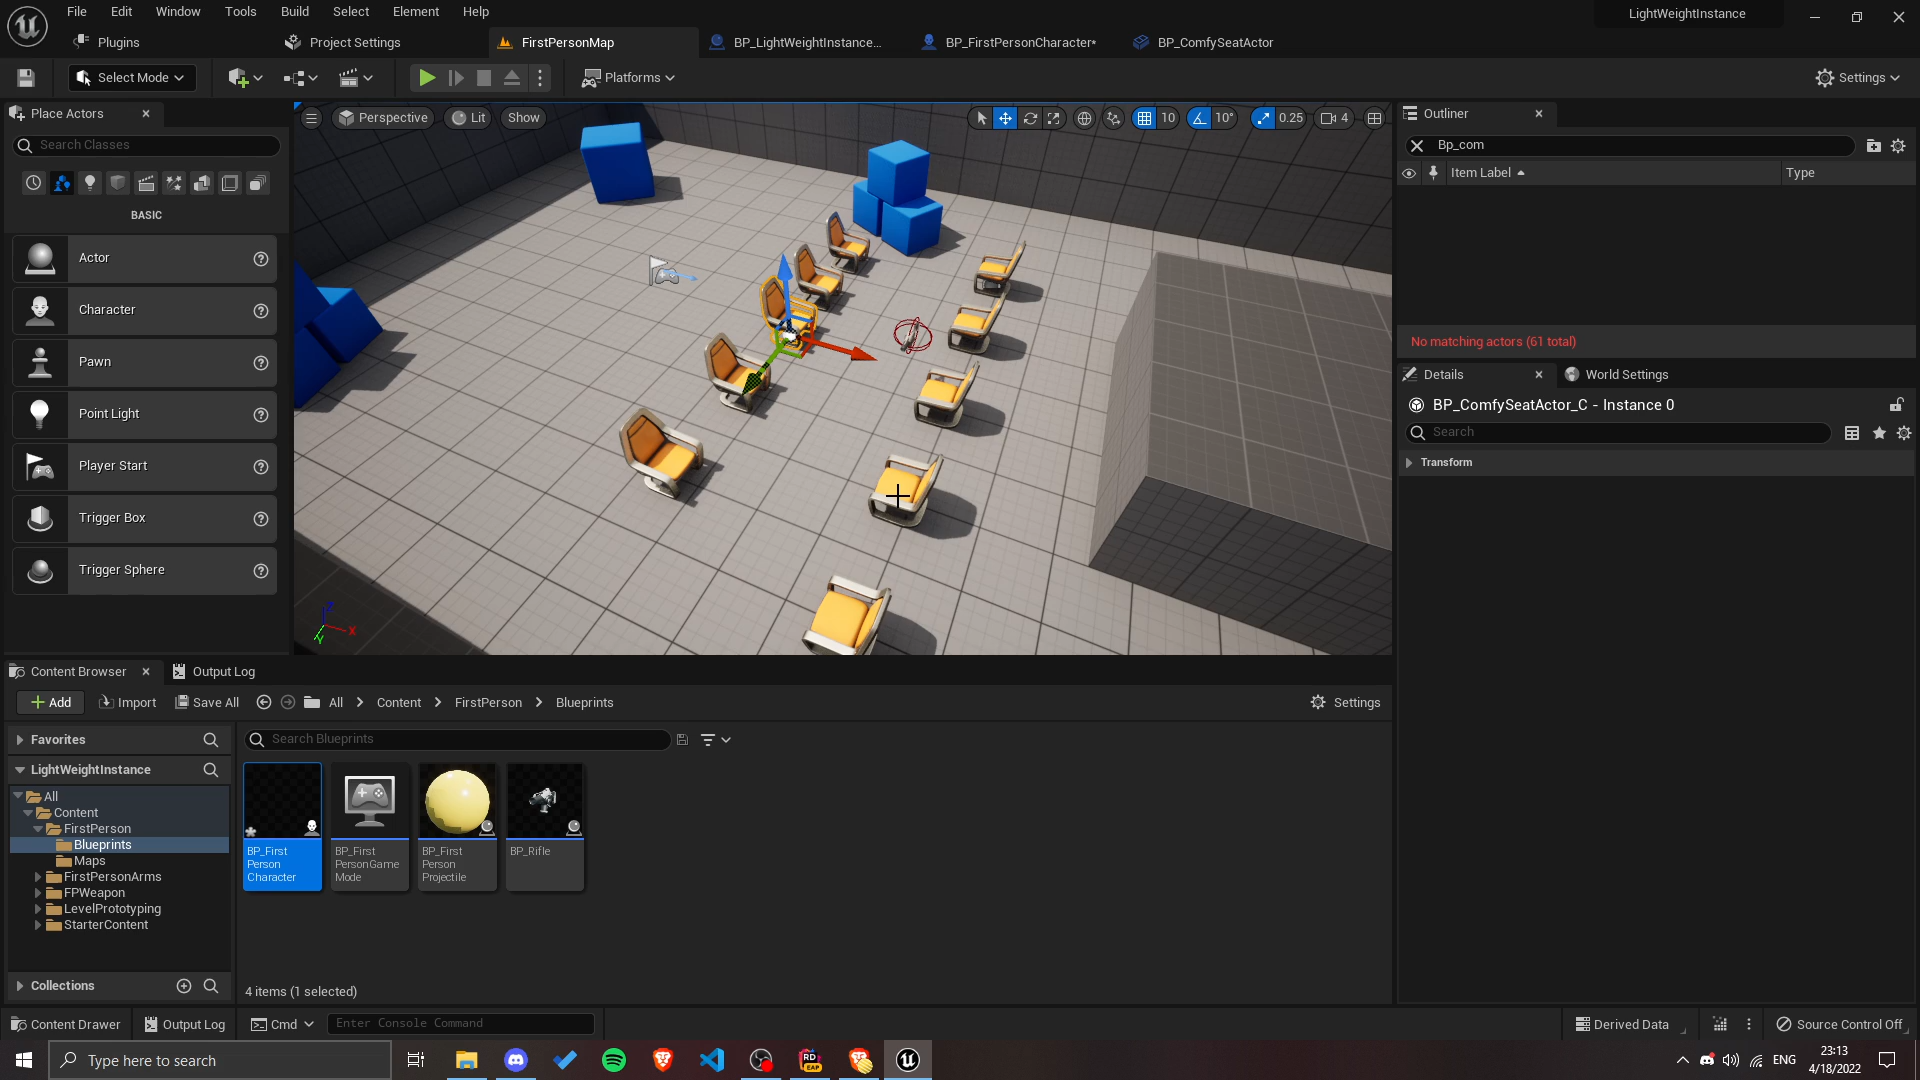 File Edit Window Tools Build Select Actor Help
LightWeightInstance
Plugins
Project Settings
FirstPersonMap
BP_LightWeightInstance...
BP_FirstPersonCharacter*
BP_ComfySeatActor
Select Mode
Platforms
Settings
Place Actors
Search Classes
BASIC
Actor
Character
Pawn
Point Light
Player Start
Trigger Box
Trigger Sphere
Perspective
Lit
Show
10
10°
0.25
4
Z
X
Y
Outliner
Bp_com
Item Label
Type
No matching actors (61 total)
Details
World Settings
BP_ComfySeatActor_C - Instance 0
Search
Transform
Content Browser
Output Log
Add
Import
Save All
All
Content
FirstPerson
Blueprints
Settings
Favorites
LightWeightInstance
All
Content
FirstPerson
Blueprints
Maps
FirstPersonArms
FPWeapon
LevelPrototyping
StarterContent
Collections
Search Blueprints
BP_First
Person
Character
BP_First
PersonGame
Mode
BP_First
Person
Projectile
BP_Rifle
4 items (1 selected)
Content Drawer
Output Log
Cmd
Enter Console Command
Derived Data
Source Control Off
Type here to search
RD
EAP
ENG
23:13
4/18/2022